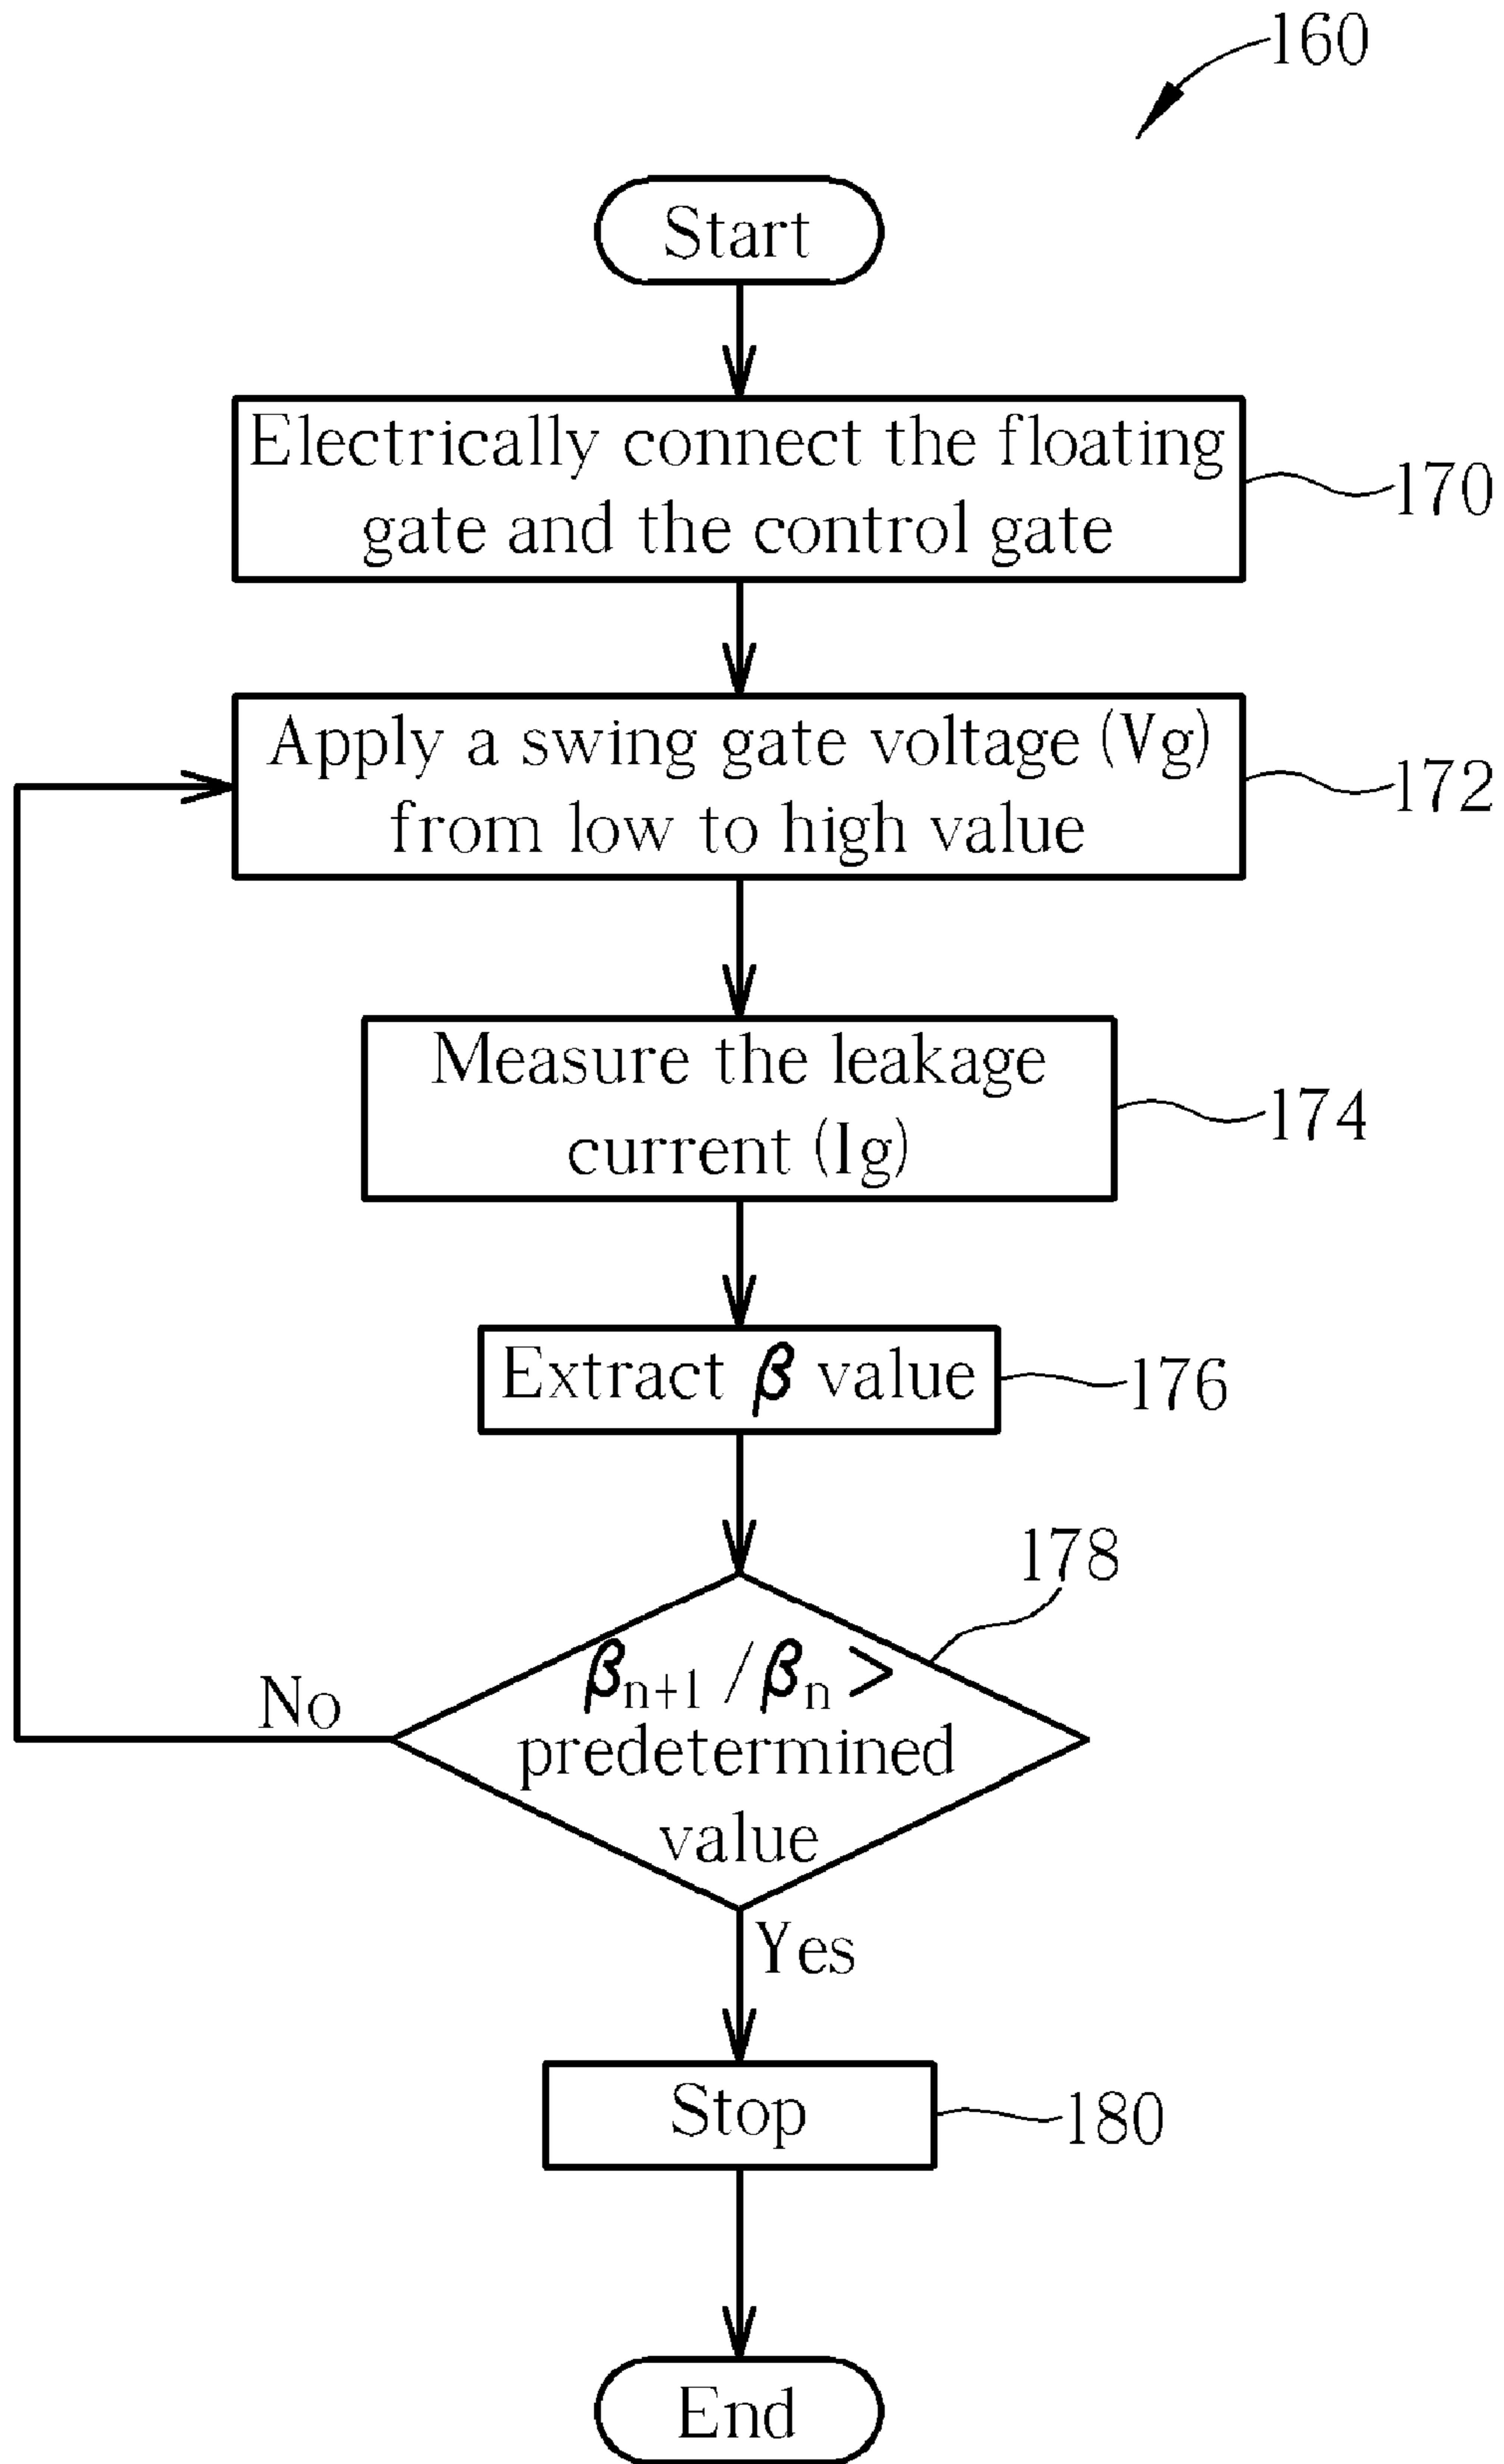 160
Start
Electrically connect the floating
gate and the control gate
170
Apply a swing gate voltage (Vg)
from low to high value
172
Measure the leakage
current (Ig)
174
Extract β value
176
178
βn+1 /βn >
predetermined
value
No
Yes
Stop
180
End